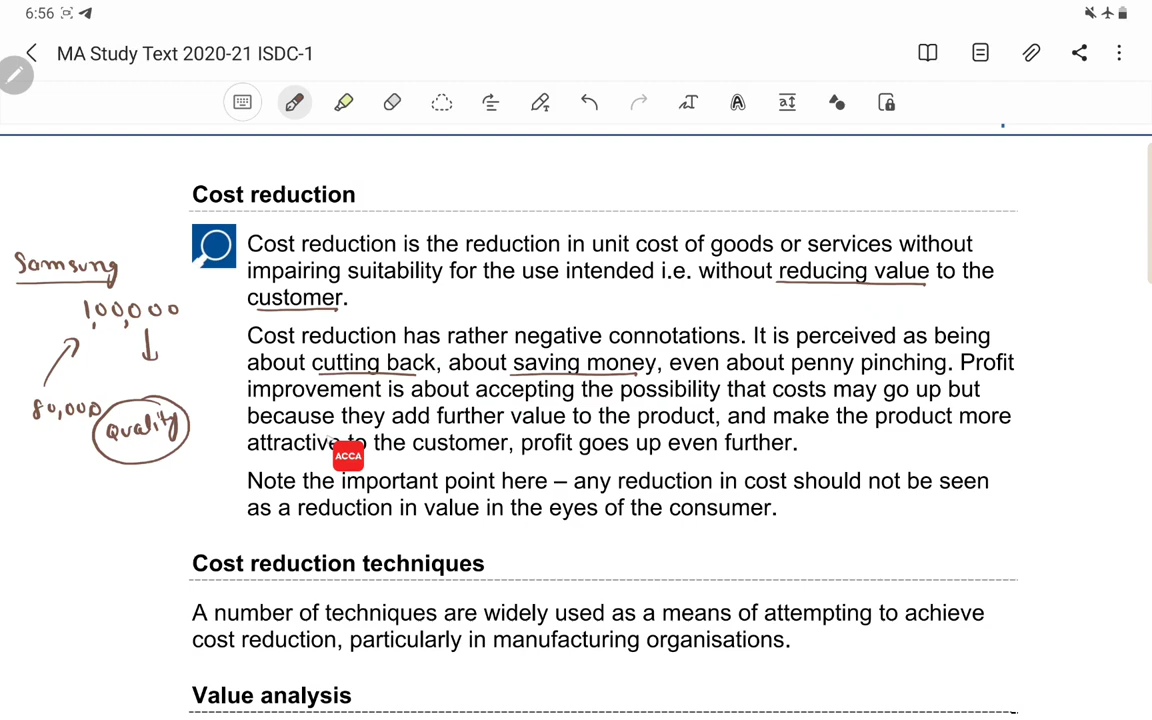 6:56
MA Study Text 2020-21 ISDC-1
Cost reduction
Cost reduction is the reduction in unit cost of goods or services without
impairing suitability for the use intended i.e. without reducing value to the
customer.
Cost reduction has rather negative connotations. It is perceived as being
about cutting back, about saving money, even about penny pinching. Profit
improvement is about accepting the possibility that costs may go up but
because they add further value to the product, and make the product more
attractive to the customer, profit goes up even further.
ACCA
Note the important point here – any reduction in cost should not be seen
as a reduction in value in the eyes of the consumer.
Samsung
1,00,000
80,000
Quality
Cost reduction techniques
A number of techniques are widely used as a means of attempting to achieve
cost reduction, particularly in manufacturing organisations.
Value analysis